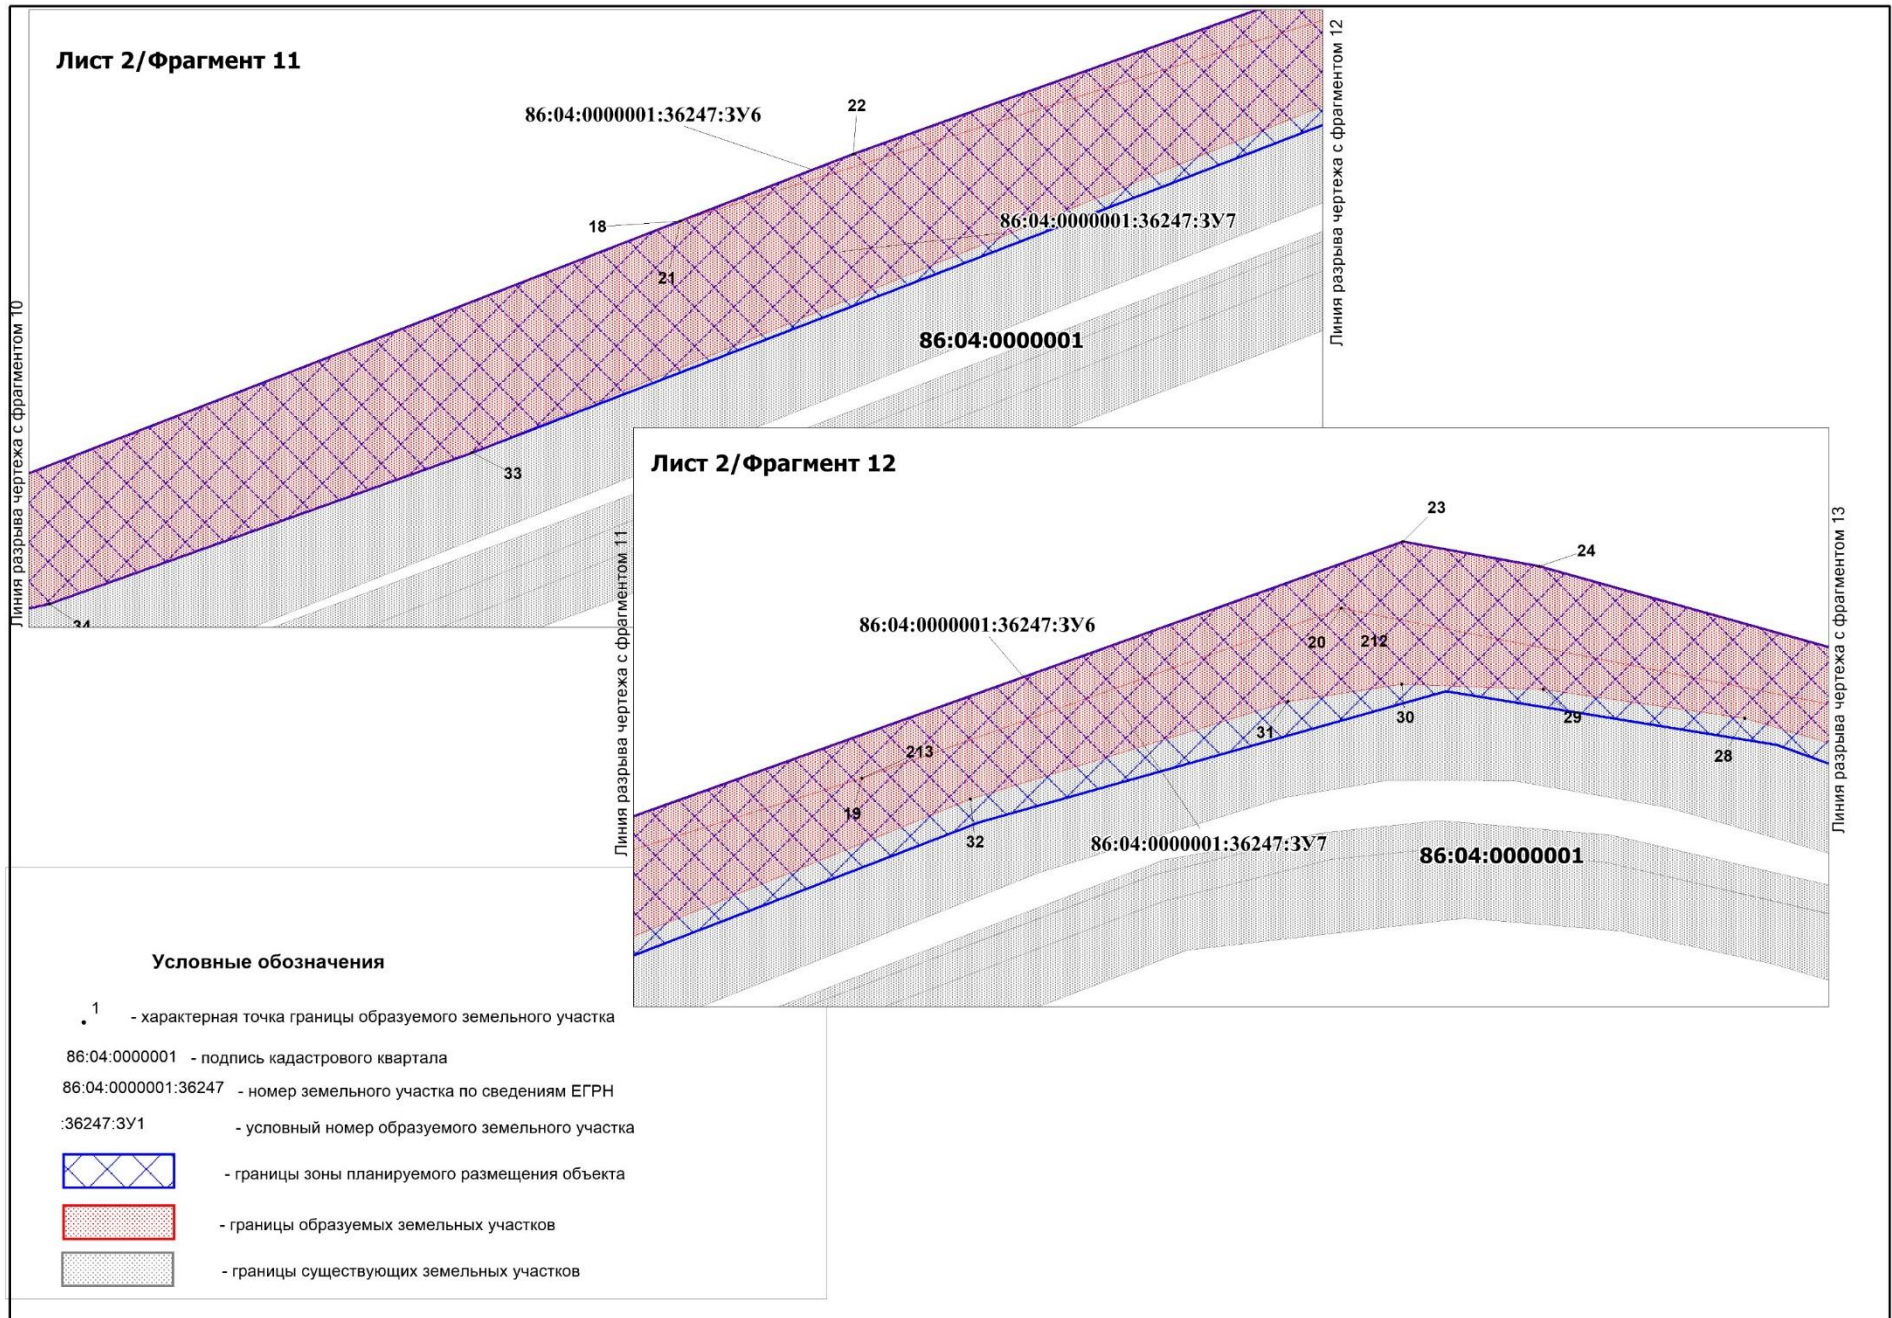 Лист 2/Фрагмент 11
86:04:0000001:36247:ЗУ6
22
18
21
86:04:0000001:36247:ЗУ7
86:04:0000001
33
34
Линия разрыва чертежа с фрагментом 10
Линия разрыва чертежа с фрагментом 12
Лист 2/Фрагмент 12
23
24
86:04:0000001:36247:ЗУ6
20
212
213
19
31
30
29
28
32
86:04:0000001:36247:ЗУ7
86:04:0000001
Линия разрыва чертежа с фрагментом 11
Линия разрыва чертежа с фрагментом 13
Условные обозначения
1 - характерная точка границы образуемого земельного участка
86:04:0000001 - подпись кадастрового квартала
86:04:0000001:36247 - номер земельного участка по сведениям ЕГРН
:36247:ЗУ1 - условный номер образуемого земельного участка
- границы зоны планируемого размещения объекта
- границы образуемых земельных участков
- границы существующих земельных участков